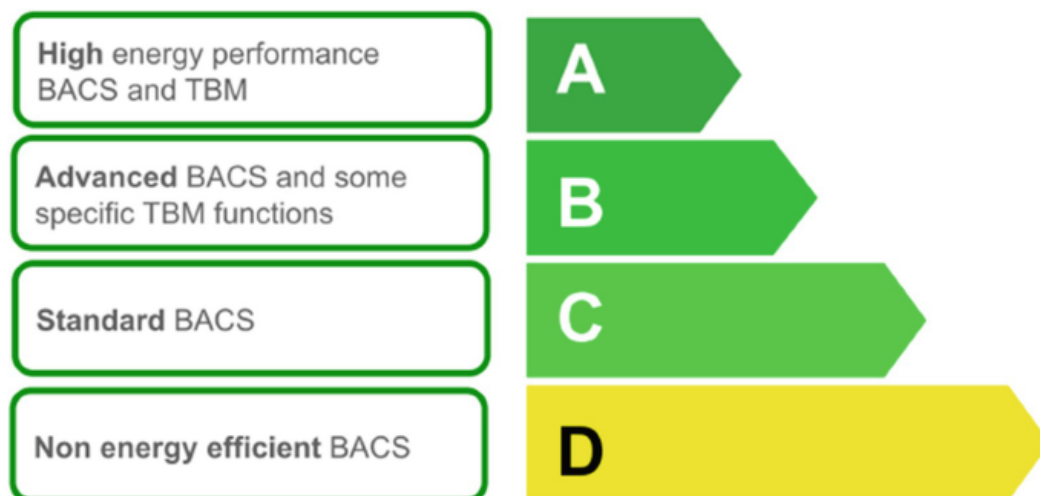 High energy performance
BACS and TBM
A
Advanced BACS and some
specific TBM functions
B
Standard BACS
C
Non energy efficient BACS
D